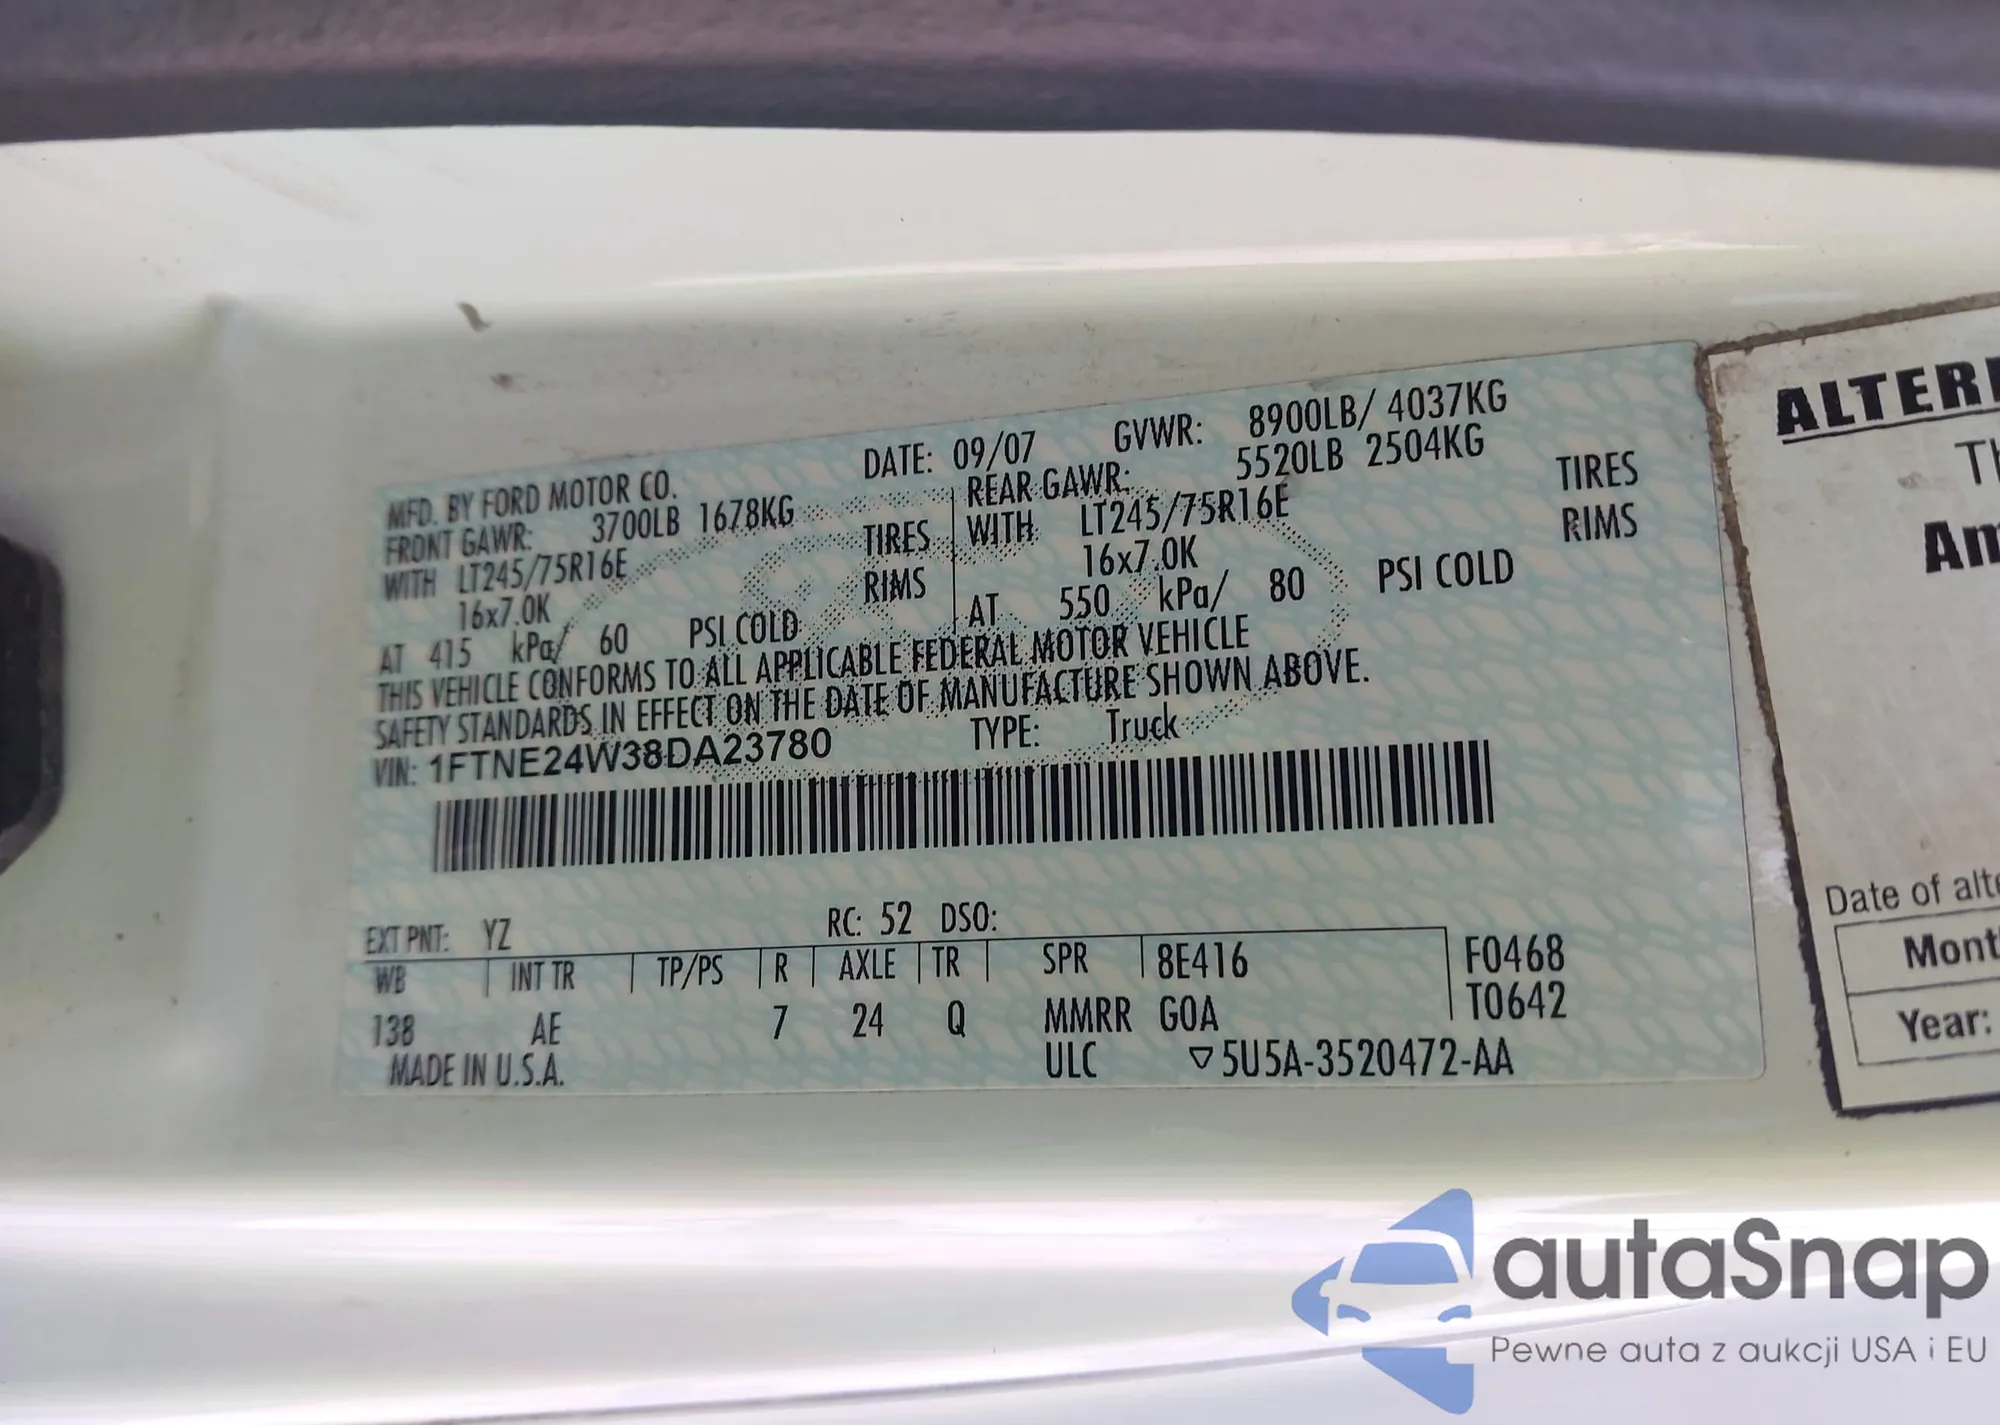 MFD. BY FORD MOTOR CO. DATE: 09/07 GVWR: 8900LB/ 4037KG
FRONT GAWR: 3700LB 1678KG REAR GAWR: 5520LB 2504KG
WITH LT245/75R16E TIRES WITH LT245/75R16E TIRES
16x7.0K RIMS 16x7.0K RIMS
AT 415 kPa/ 60 PSI COLD AT 550 kPa/ 80 PSI COLD
THIS VEHICLE CONFORMS TO ALL APPLICABLE FEDERAL MOTOR VEHICLE
SAFETY STANDARDS IN EFFECT ON THE DATE OF MANUFACTURE SHOWN ABOVE.
VIN: 1FTNE24W38DA23780 TYPE: Truck
EXT PNT: YZ RC: 52 DSO:
WB INT TR TP/PS R AXLE TR SPR 8E416 F0468
138 AE 7 24 Q MMRR GOA T0642
MADE IN U.S.A. ULC ▽5U5A-3520472-AA
ALTER
Th
Am
Date of alte
Mont
Year:
autaSnap
Pewne auta z aukcji USA i EU